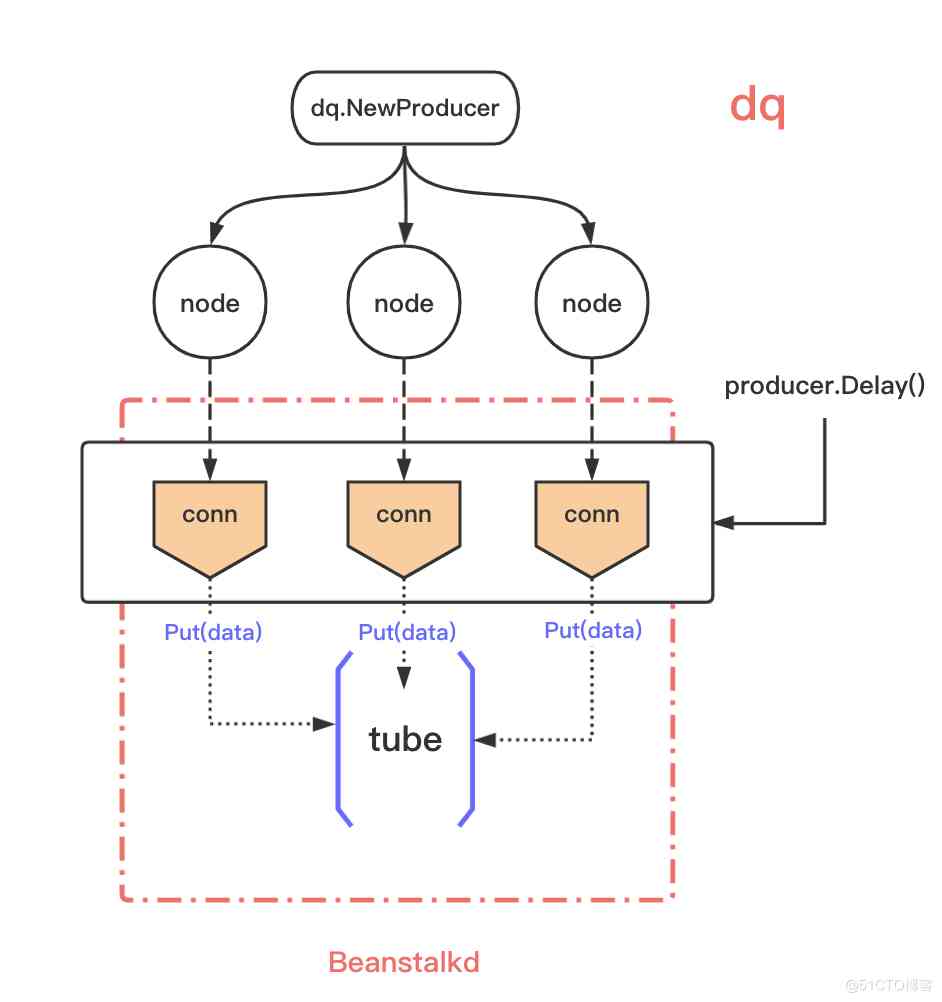 dq.NewProducer
dq
node
node
node
producer.Delay()
conn
conn
conn
Put(data)
Put(data)
Put(data)
tube
Beanstalkd
@51CTO博客